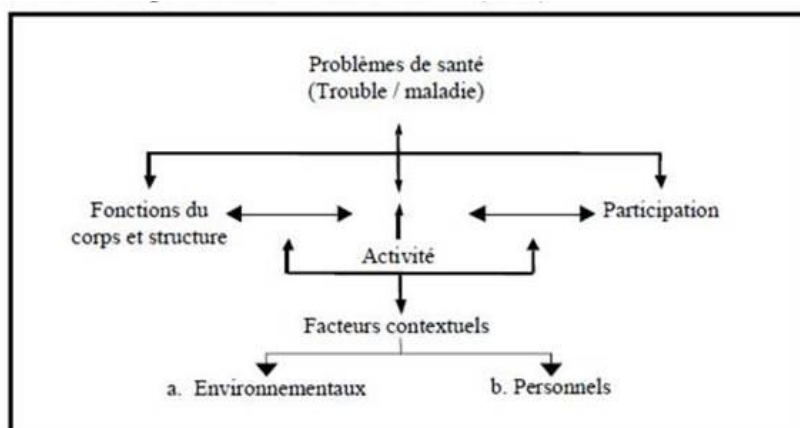 Problèmes de santé
(Trouble / maladie)
Fonctions du
corps et structure
Participation
Activité
Facteurs contextuels
a. Environnementaux
b. Personnels